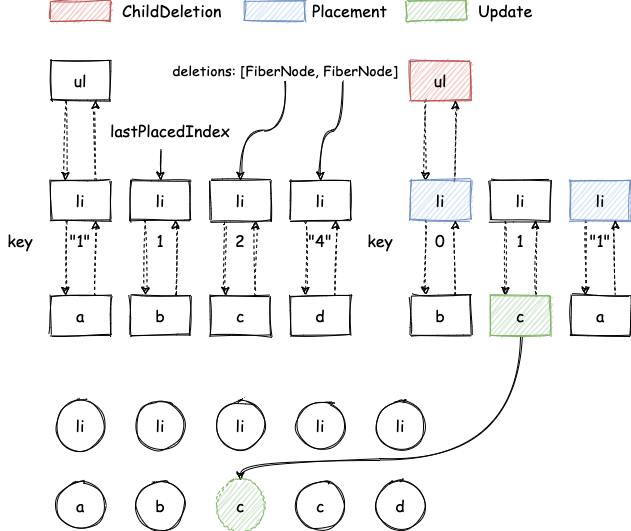 ChildDeletion Placement Update
ul deletions: [FiberNode, FiberNode] ul
lastPlacedIndex
li li li li li li li
key "1" 1 2 "4" key 0 1 "1"
a b c d b c a
li li li li li
a b c c d